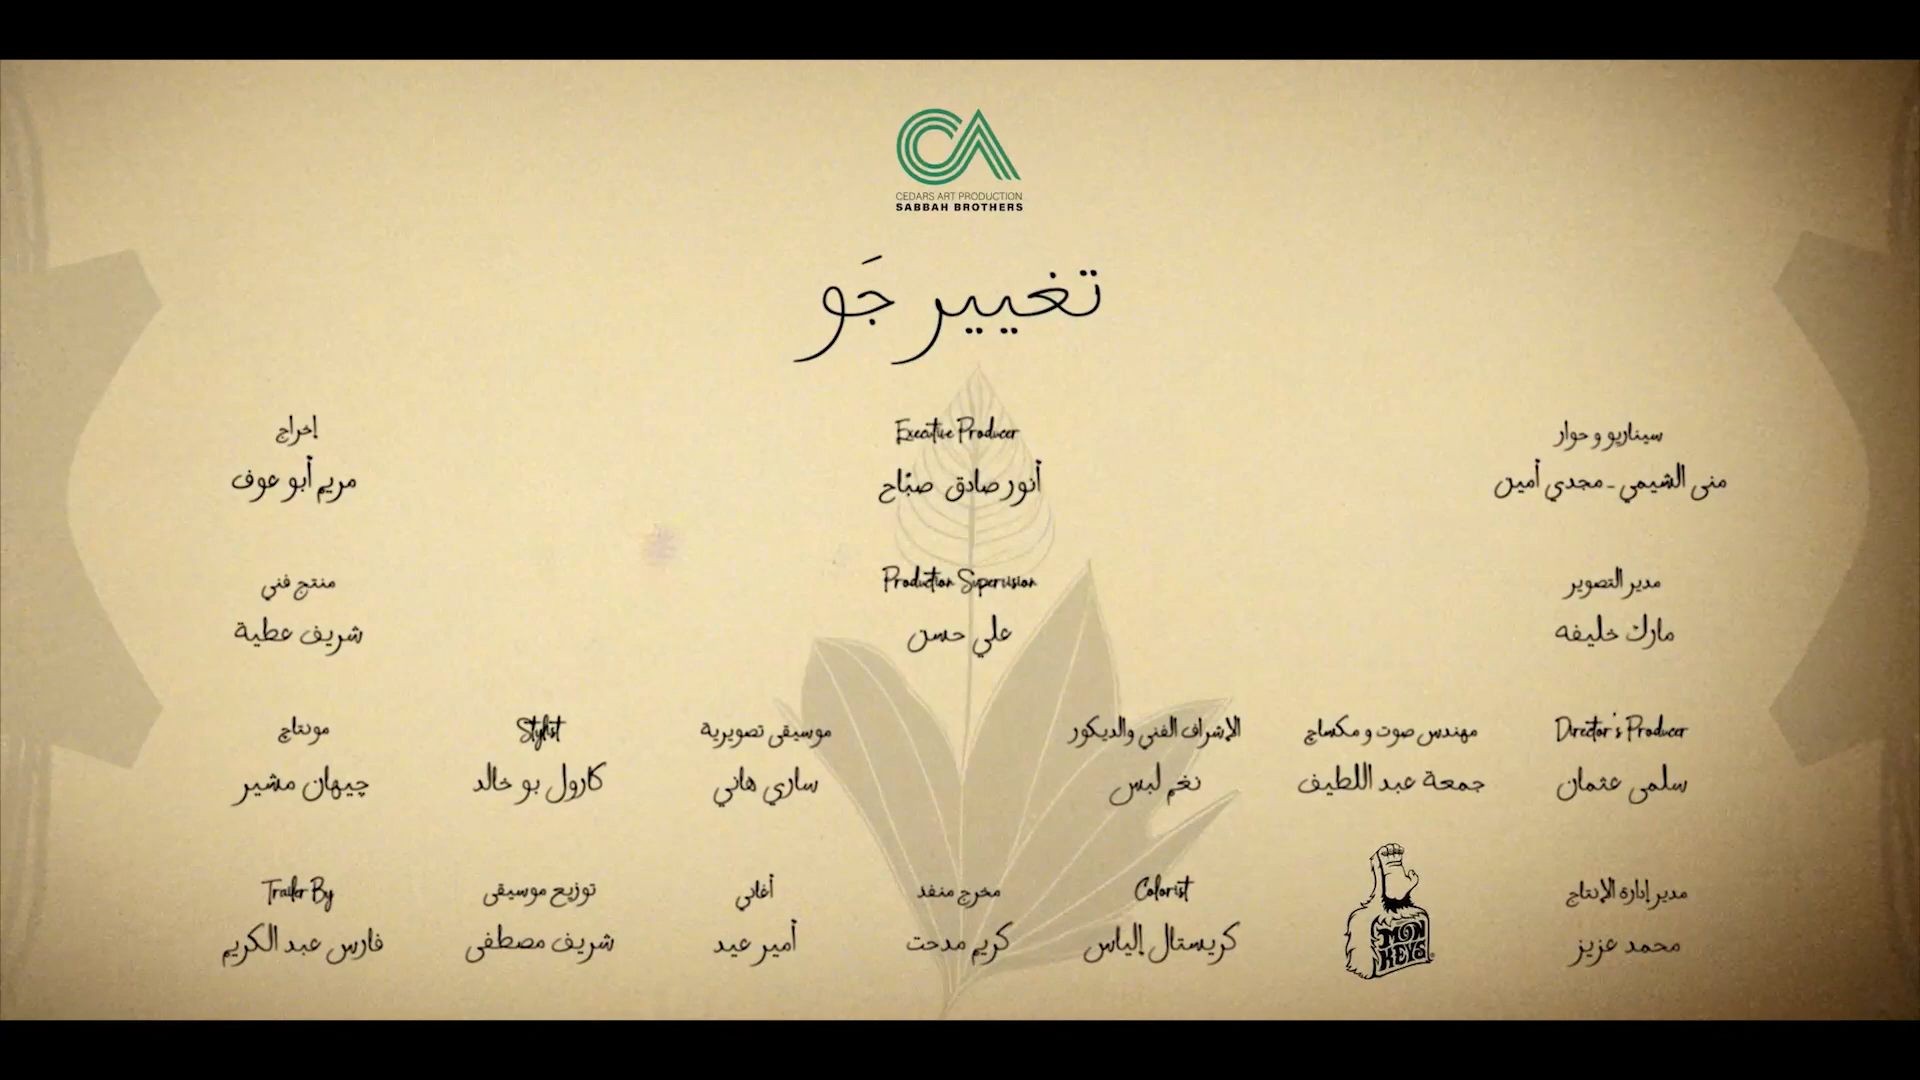 CEDARS ART PRODUCTION
SABBAH BROTHERS
تغيير جَو
سيناريو و حوار
منى الشيمي - مجدي أمين
Executive Producer
أنور صادق صبّاح
إخراج
مريم أبو عوف
مدير التصوير
مارك خليفه
Production Supervision
علي حسن
منتج فني
شريف عطية
Director's Producer
سلمى عثمان
مهندس صوت و مكساج
جمعة عبد اللطيف
الإشراف الفني والديكور
نغم لبس
موسيقى تصويرية
ساري هاني
Stylist
كارول بو خالد
مونتاج
چيهان مشير
مدير إدارة الإنتاج
محمد عزيز
MON
KEYS
Colorist
كريستال إلياس
مخرج منفذ
كريم مدحت
أغاني
أمير عيد
توزيع موسيقى
شريف مصطفى
Trailer By
فارس عبد الكريم